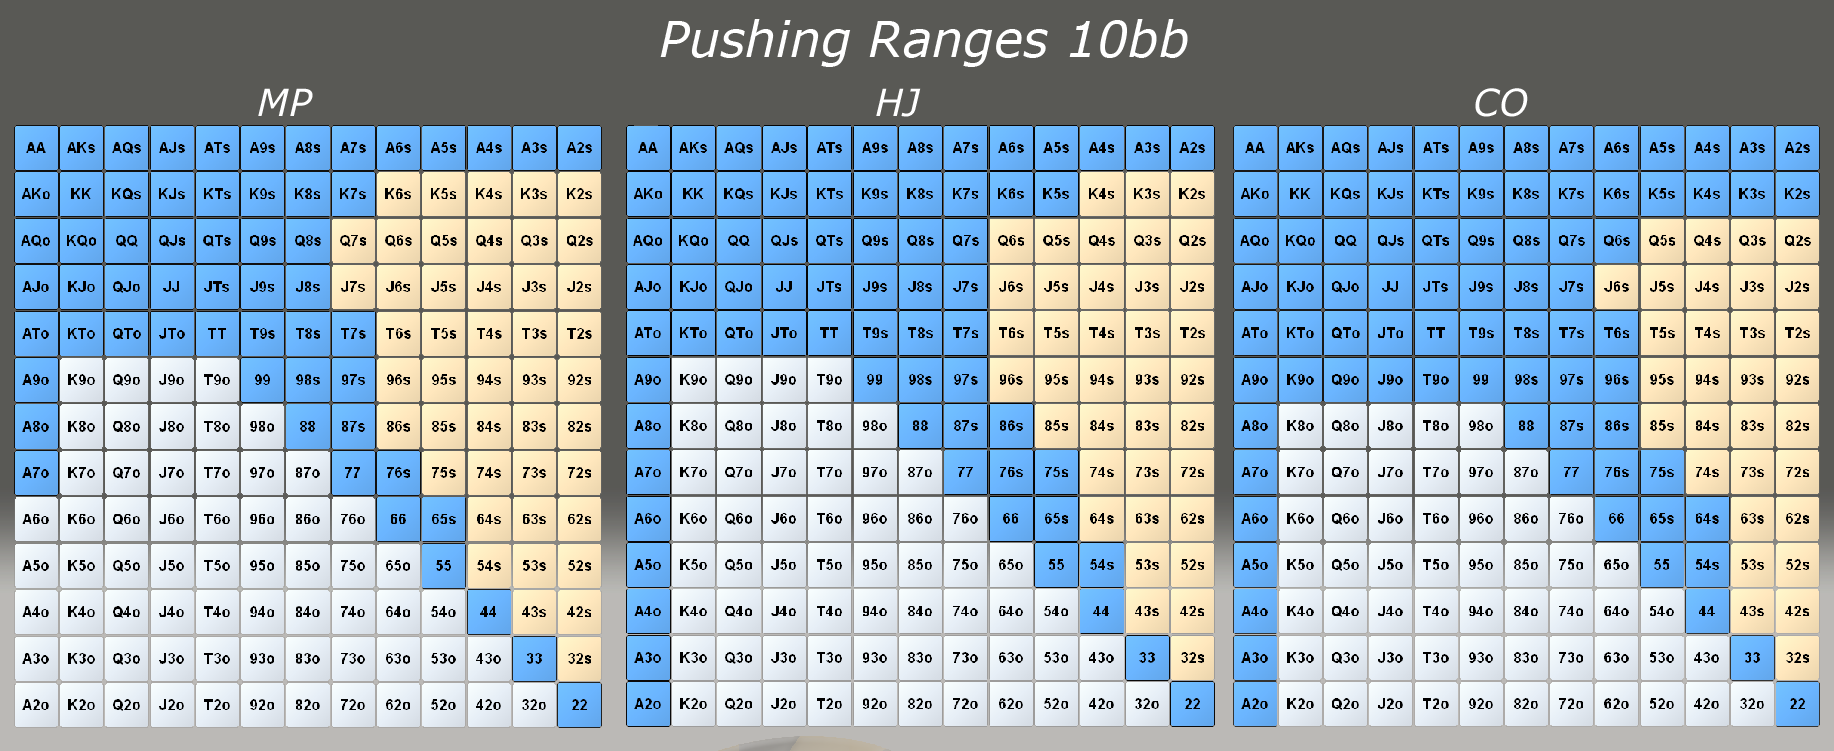 Pushing Ranges 10bb
MP HJ CO
AA AKs AQs AJs ATs A9s A8s A7s A6s A5s A4s A3s A2s AA AKs AQs AJs ATs A9s A8s A7s A6s A5s A4s A3s A2s AA AKs AQs AJs ATs A9s A8s A7s A6s A5s A4s A3s A2s
AKo KK KQs KJs KTs K9s K8s K7s K6s K5s K4s K3s K2s AKo KK KQs KJs KTs K9s K8s K7s K6s K5s K4s K3s K2s AKo KK KQs KJs KTs K9s K8s K7s K6s K5s K4s K3s K2s
AQo KQo QQ QJs QTs Q9s Q8s Q7s Q6s Q5s Q4s Q3s Q2s AQo KQo QQ QJs QTs Q9s Q8s Q7s Q6s Q5s Q4s Q3s Q2s AQo KQo QQ QJs QTs Q9s Q8s Q7s Q6s Q5s Q4s Q3s Q2s
AJo KJo QJo JJ JTs J9s J8s J7s J6s J5s J4s J3s J2s AJo KJo QJo JJ JTs J9s J8s J7s J6s J5s J4s J3s J2s AJo KJo QJo JJ JTs J9s J8s J7s J6s J5s J4s J3s J2s
ATo KTo QTo JTo TT T9s T8s T7s T6s T5s T4s T3s T2s ATo KTo QTo JTo TT T9s T8s T7s T6s T5s T4s T3s T2s ATo KTo QTo JTo TT T9s T8s T7s T6s T5s T4s T3s T2s
A9o K9o Q9o J9o T9o 99 98s 97s 96s 95s 94s 93s 92s A9o K9o Q9o J9o T9o 99 98s 97s 96s 95s 94s 93s 92s A9o K9o Q9o J9o T9o 99 98s 97s 96s 95s 94s 93s 92s
A8o K8o Q8o J8o T8o 98o 88 87s 86s 85s 84s 83s 82s A8o K8o Q8o J8o T8o 98o 88 87s 86s 85s 84s 83s 82s A8o K8o Q8o J8o T8o 98o 88 87s 86s 85s 84s 83s 82s
A7o K7o Q7o J7o T7o 97o 87o 77 76s 75s 74s 73s 72s A7o K7o Q7o J7o T7o 97o 87o 77 76s 75s 74s 73s 72s A7o K7o Q7o J7o T7o 97o 87o 77 76s 75s 74s 73s 72s
A6o K6o Q6o J6o T6o 96o 86o 76o 66 65s 64s 63s 62s A6o K6o Q6o J6o T6o 96o 86o 76o 66 65s 64s 63s 62s A6o K6o Q6o J6o T6o 96o 86o 76o 66 65s 64s 63s 62s
A5o K5o Q5o J5o T5o 95o 85o 75o 65o 55 54s 53s 52s A5o K5o Q5o J5o T5o 95o 85o 75o 65o 55 54s 53s 52s A5o K5o Q5o J5o T5o 95o 85o 75o 65o 55 54s 53s 52s
A4o K4o Q4o J4o T4o 94o 84o 74o 64o 54o 44 43s 42s A4o K4o Q4o J4o T4o 94o 84o 74o 64o 54o 44 43s 42s A4o K4o Q4o J4o T4o 94o 84o 74o 64o 54o 44 43s 42s
A3o K3o Q3o J3o T3o 93o 83o 73o 63o 53o 43o 33 32s A3o K3o Q3o J3o T3o 93o 83o 73o 63o 53o 43o 33 32s A3o K3o Q3o J3o T3o 93o 83o 73o 63o 53o 43o 33 32s
A2o K2o Q2o J2o T2o 92o 82o 72o 62o 52o 42o 32o 22 A2o K2o Q2o J2o T2o 92o 82o 72o 62o 52o 42o 32o 22 A2o K2o Q2o J2o T2o 92o 82o 72o 62o 52o 42o 32o 22